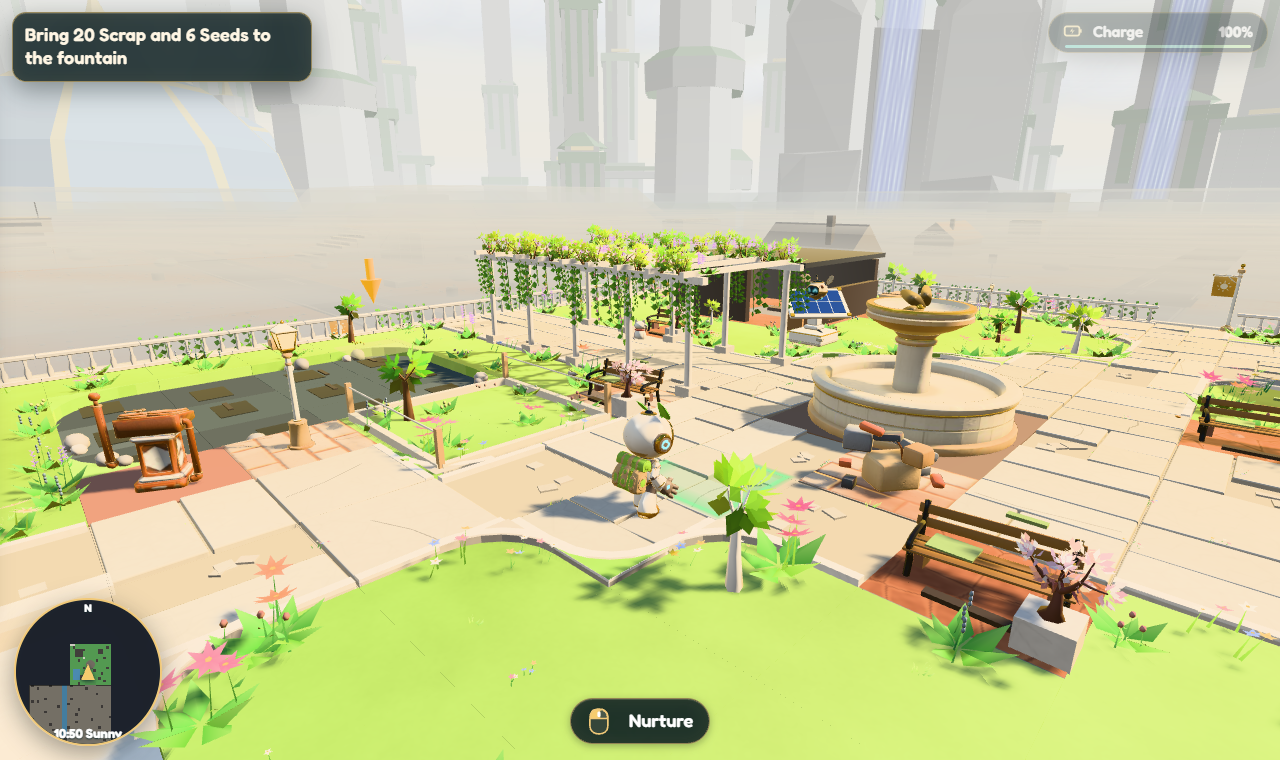 Bring 20 Scrap and 6 Seeds to
the fountain
Charge 100%
N
10:50 Sunny
Nurture